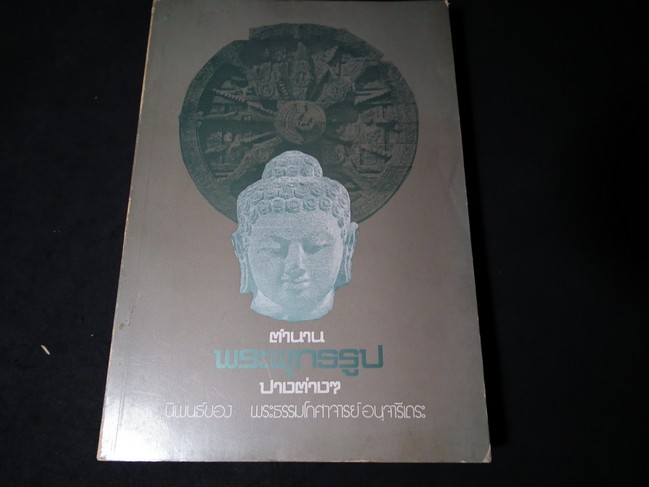 ตำนาน
พระพุทธรูป
ปางต่างๆ
นิพนธ์ของ พระธรรมโกศาจารย์ อนุจารีเถระ